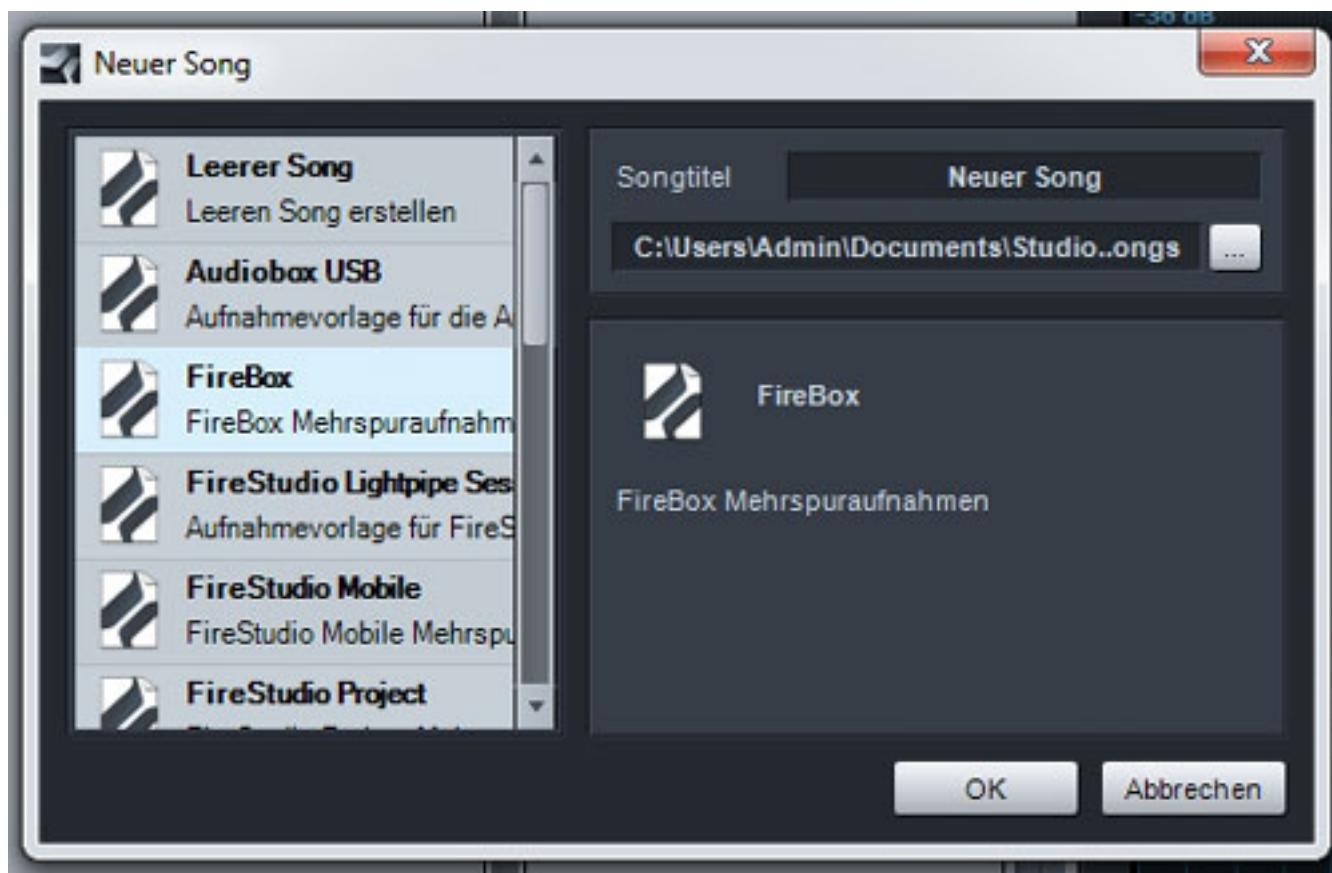 -36 dB
Neuer Song
Leerer Song
Leeren Song erstellen
Audiobox USB
Aufnahmevorlage für die A
FireBox
FireBox Mehrspuraufnahm
FireStudio Lightpipe Ses
Aufnahmevorlage für FireS
FireStudio Mobile
FireStudio Mobile Mehrspu
FireStudio Project
Songtitel
Neuer Song
C:\Users\Admin\Documents\Studio..ongs
...
FireBox
FireBox Mehrspuraufnahmen
OK
Abbrechen